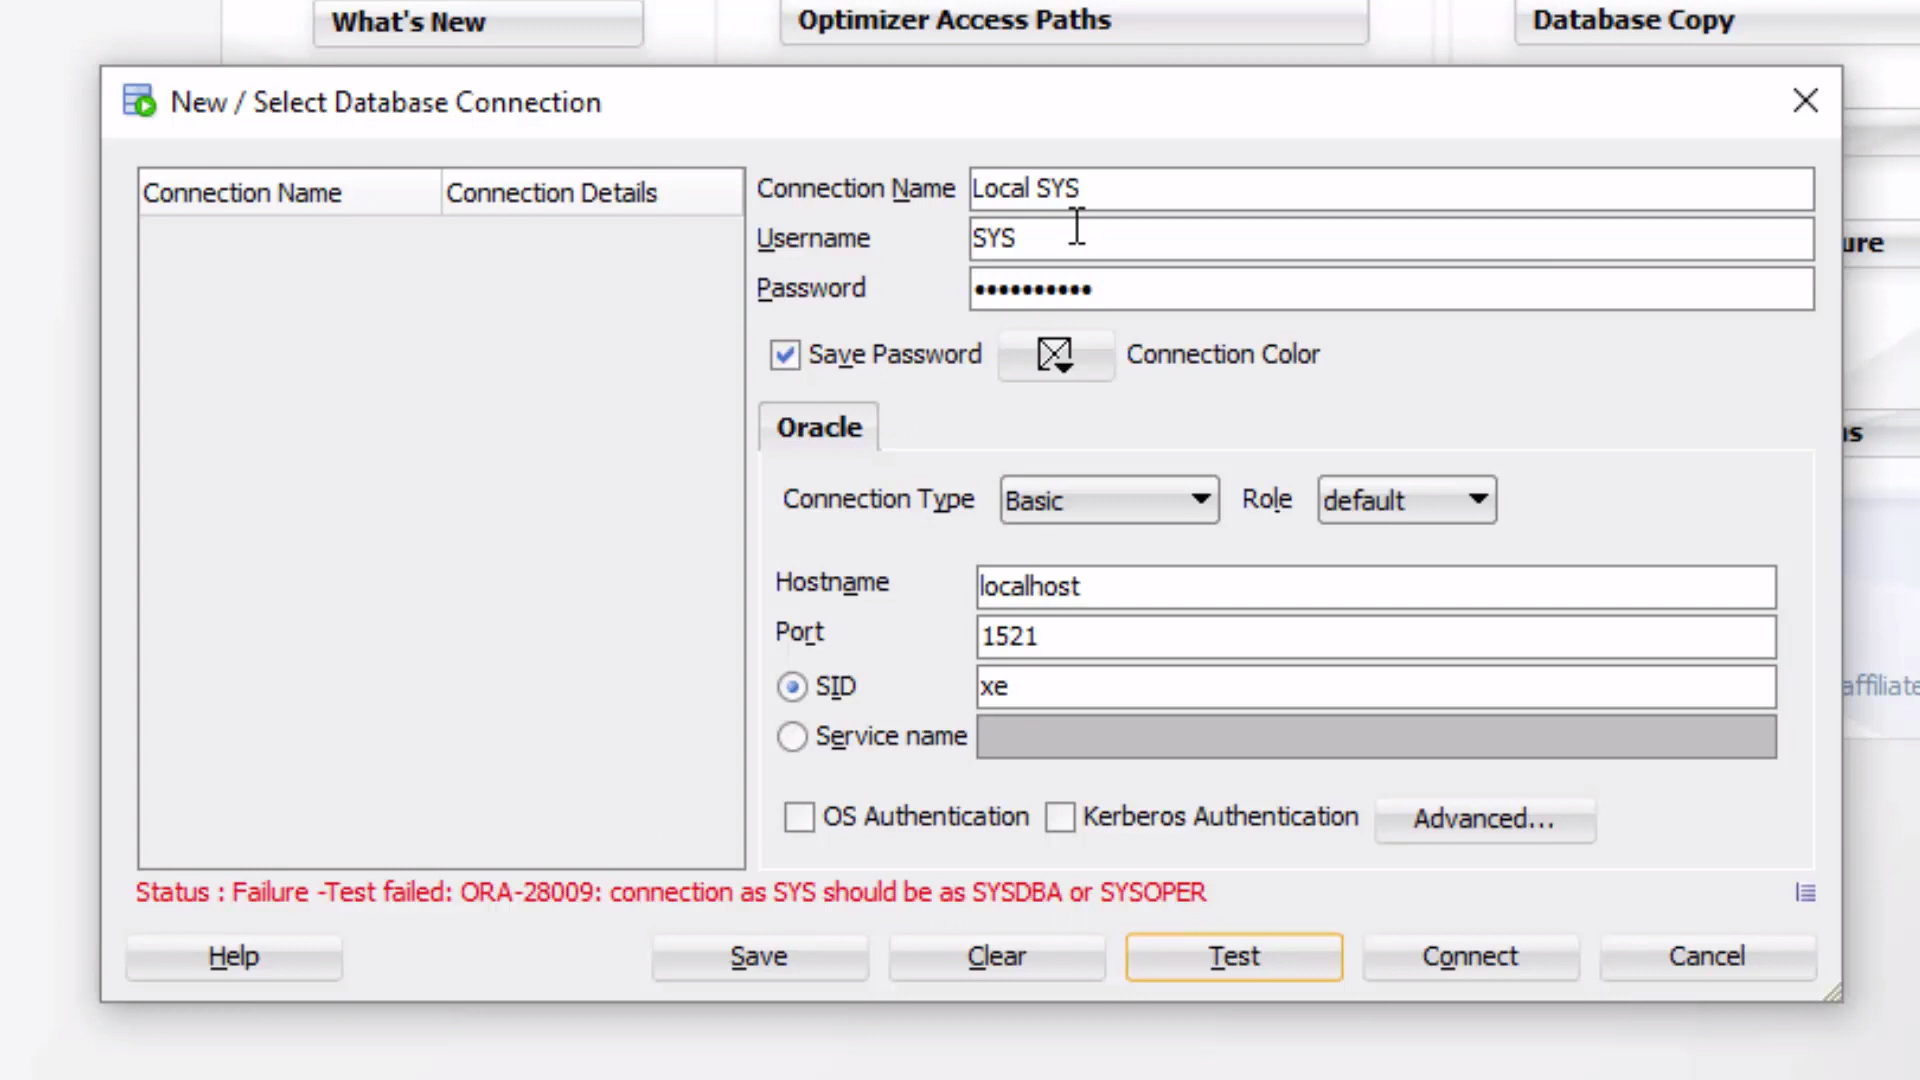 What's New
Optimizer Access Paths
Database Copy
New / Select Database Connection
Connection Name
Connection Details
Connection Name
Local SYS
Username
SYS
Password
••••••••••
Save Password
Connection Color
Oracle
Connection Type
Basic
Role
default
Hostname
localhost
Port
1521
SID
xe
Service name
OS Authentication
Kerberos Authentication
Advanced...
Status : Failure -Test failed: ORA-28009: connection as SYS should be as SYSDBA or SYSOPER
Help
Save
Clear
Test
Connect
Cancel
ure
affiliate